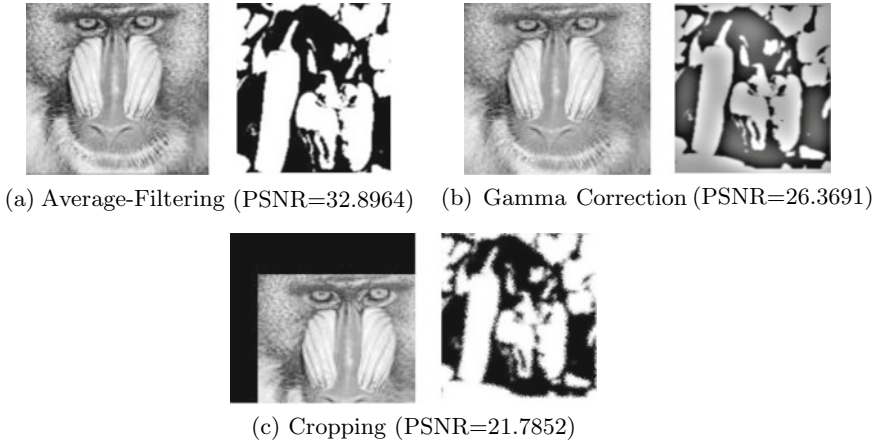 (a) Average-Filtering (PSNR=32.8964)
(b) Gamma Correction (PSNR=26.3691)
(c) Cropping (PSNR=21.7852)